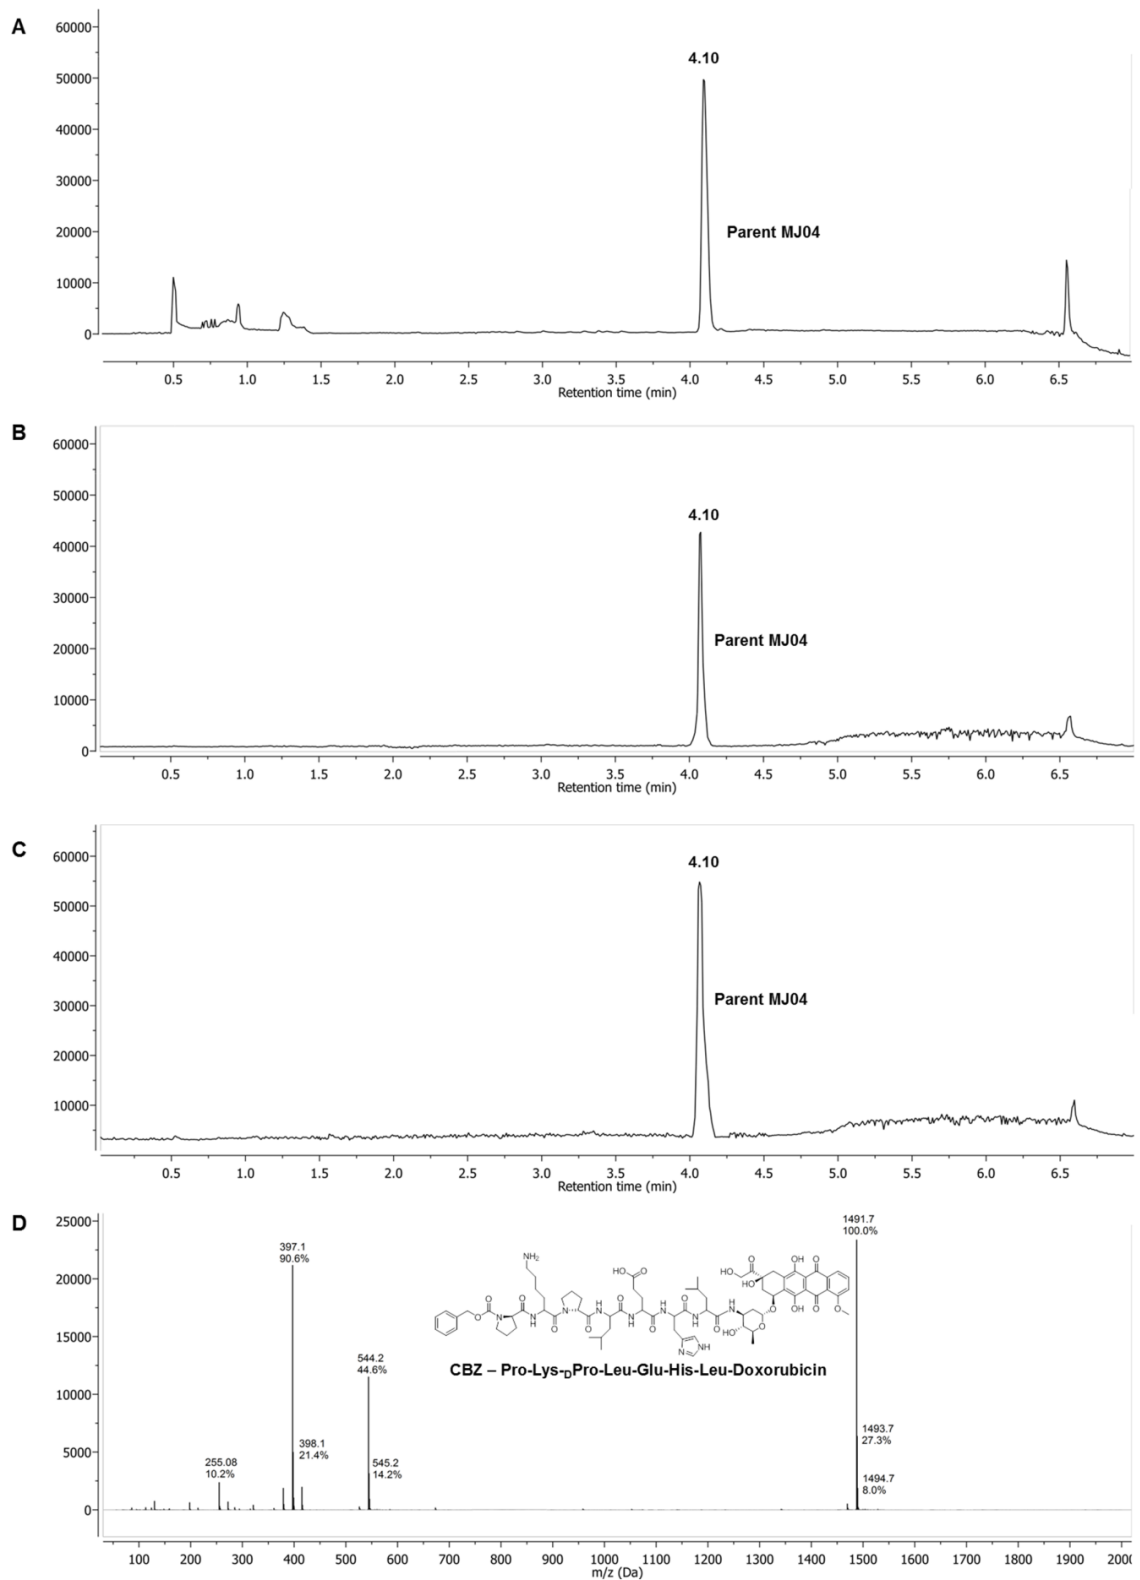 A
60000
50000
40000
30000
20000
10000
0
4.10
Parent MJ04
0.5 1.0 1.5 2.0 2.5 3.0 3.5 4.0 4.5 5.0 5.5 6.0 6.5
Retention time (min)
B
60000
50000
40000
30000
20000
10000
0
4.10
Parent MJ04
0.5 1.0 1.5 2.0 2.5 3.0 3.5 4.0 4.5 5.0 5.5 6.0 6.5
Retention time (min)
C
60000
50000
40000
30000
20000
10000
4.10
Parent MJ04
0.5 1.0 1.5 2.0 2.5 3.0 3.5 4.0 4.5 5.0 5.5 6.0 6.5
Retention time (min)
D
25000
20000
15000
10000
5000
0
1491.7
100.0%
397.1
90.6%
544.2
44.6%
CBZ – Pro-Lys-DPro-Leu-Glu-His-Leu-Doxorubicin
1493.7
27.3%
398.1
21.4%
545.2
14.2%
255.08
10.2%
1494.7
8.0%
NH2
HO
O
O
O
O
N
H
N
O
N
O
H
N
O
N
H
O
H
N
O
N
H
O
H
N
N
NH
HO
O
HO
O
OH
O
OH
O
O
HO
O
100 200 300 400 500 600 700 800 900 1000 1100 1200 1300 1400 1500 1600 1700 1800 1900 2000
m/z (Da)